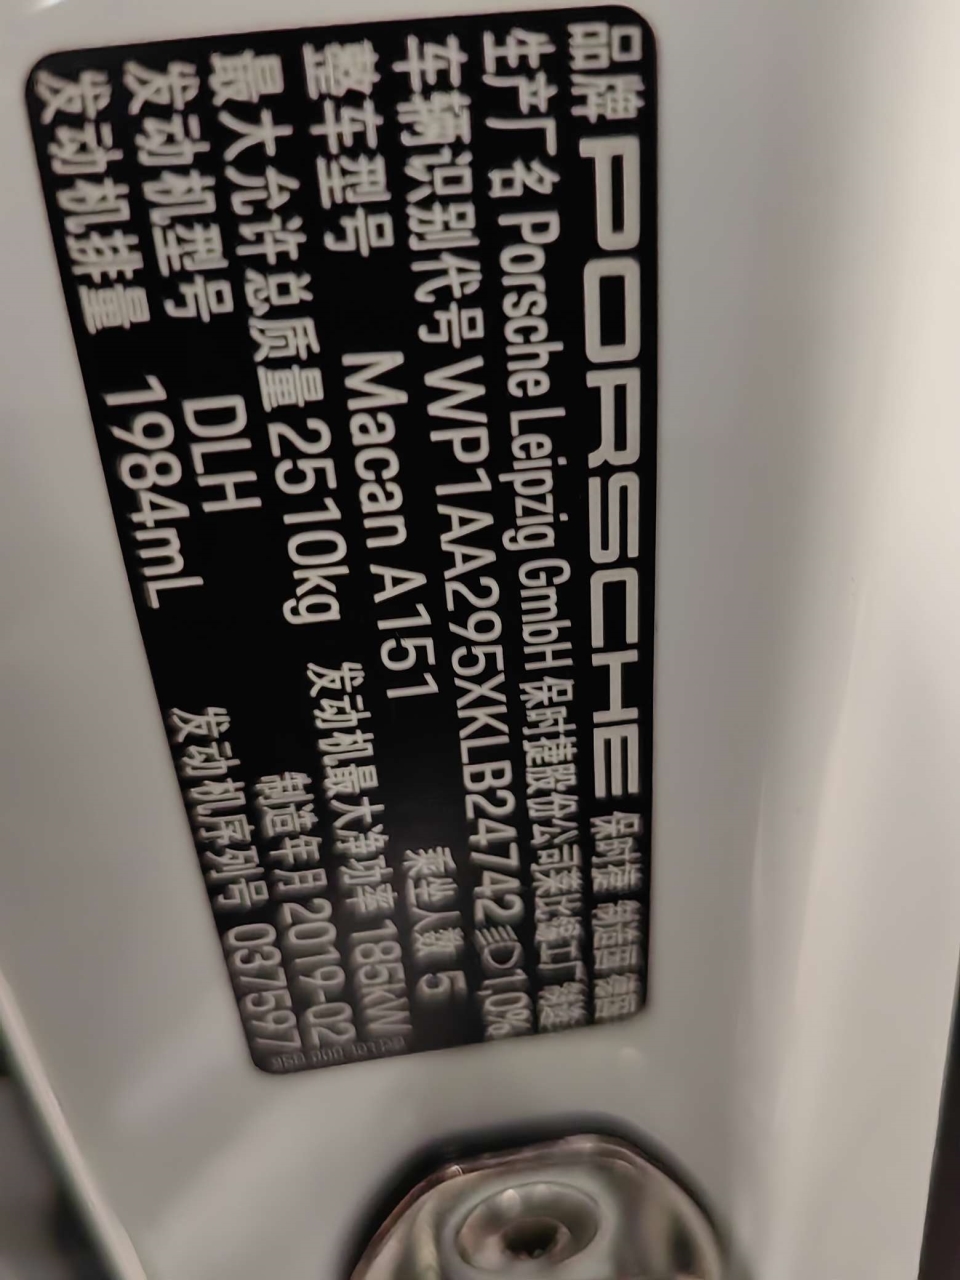 品牌 PORSCHE 保时捷 制造国 德国
生产厂名 Porsche Leipzig GmbH 保时捷股份公司莱比锡工厂
车辆识别代号 WP1AA295XKLB24742 1,0%
整车型号 Macan A151 乘坐人数 5
最大允许总质量 2510kg 发动机最大净功率 185kW
发动机型号 DLH 制造年月 2019-02
发动机排量 1984mL 发动机序列号 037597